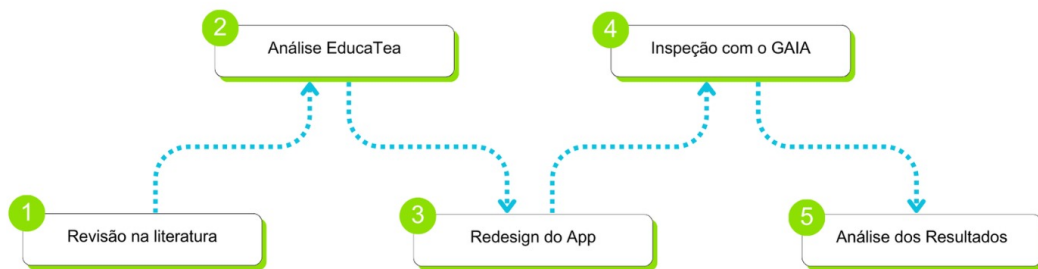 1
Revisão na literatura
2
Análise EducaTea
3
Redesign do App
4
Inspeção com o GAIA
5
Análise dos Resultados